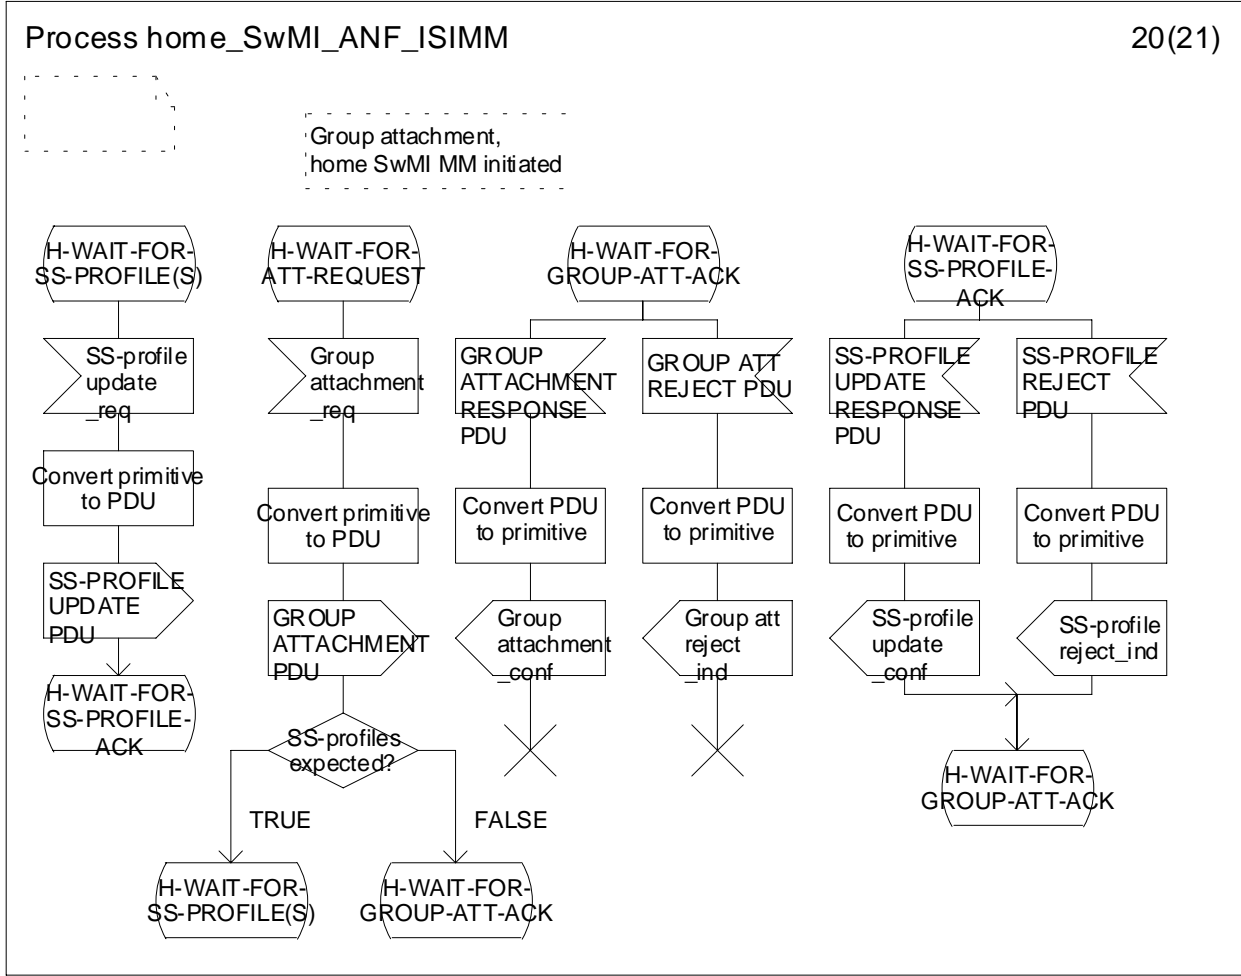 Process home_SwMI_ANF_ISIMM
20(21)
Group attachment,
home SwMI MM initiated
H-WAIT-FOR-
SS-PROFILE(S)
SS-profile
update
_req
Convert primitive
to PDU
SS-PROFILE
UPDATE
PDU
H-WAIT-FOR-
SS-PROFILE-
ACK
H-WAIT-FOR-
ATT-REQUEST
Group
attachment
_req
Convert primitive
to PDU
GROUP
ATTACHMENT
PDU
SS-profiles
expected?
TRUE
FALSE
H-WAIT-FOR-
SS-PROFILE(S)
H-WAIT-FOR-
GROUP-ATT-ACK
H-WAIT-FOR-
GROUP-ATT-ACK
GROUP
ATTACHMENT
RESPONSE
PDU
Convert PDU
to primitive
Group
attachment
_conf
GROUP ATT
REJECT PDU
Convert PDU
to primitive
Group att
reject
_ind
H-WAIT-FOR-
SS-PROFILE-
ACK
SS-PROFILE
UPDATE
RESPONSE
PDU
Convert PDU
to primitive
SS-profile
update
_conf
SS-PROFILE
REJECT
PDU
Convert PDU
to primitive
SS-profile
reject_ind
H-WAIT-FOR-
GROUP-ATT-ACK